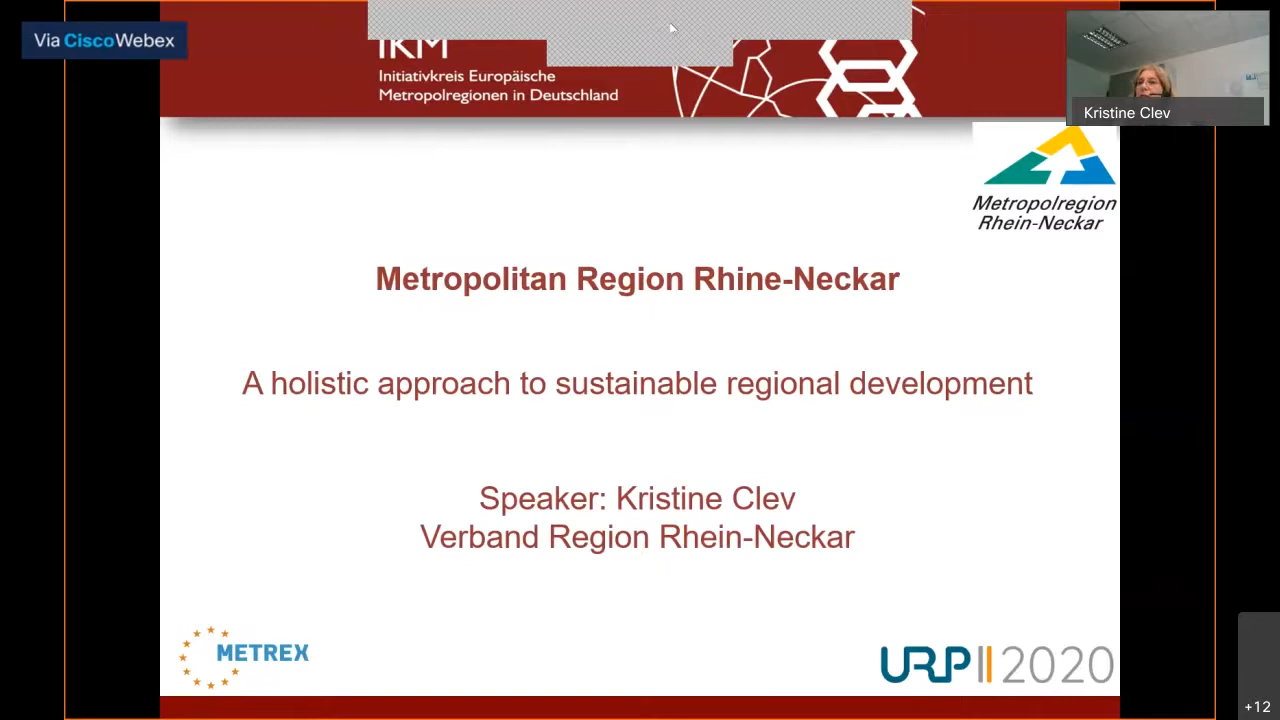 Via Cisco Webex
IKM
Initiativkreis Europäische
Metropolregionen in Deutschland
Kristine Clev
Metropolregion
Rhein-Neckar
Metropolitan Region Rhine-Neckar
A holistic approach to sustainable regional development
Speaker: Kristine Clev
Verband Region Rhein-Neckar
METREX
URP 2020
+12